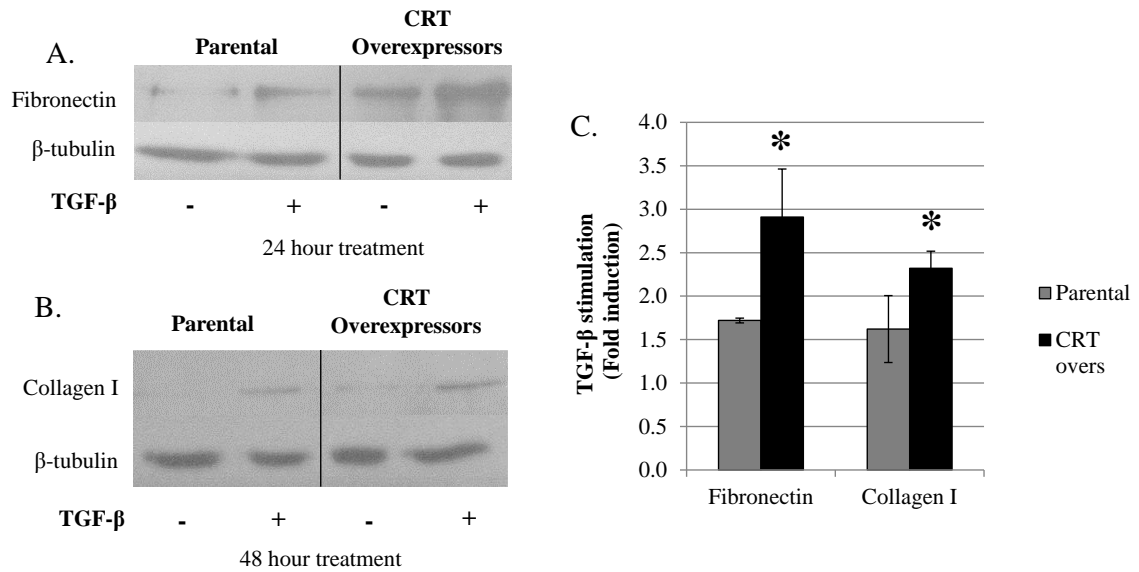 A.
Parental
CRT
Overexpressors
Fibronectin
β-tubulin
TGF-β - + - +
24 hour treatment
B.
Parental
CRT
Overexpressors
Collagen I
β-tubulin
TGF-β - + - +
48 hour treatment
C.
TGF-β stimulation
(Fold induction)
4.0
3.5
3.0
2.5
2.0
1.5
1.0
0.5
0.0
*
*
Fibronectin Collagen I
Parental
CRT
overs